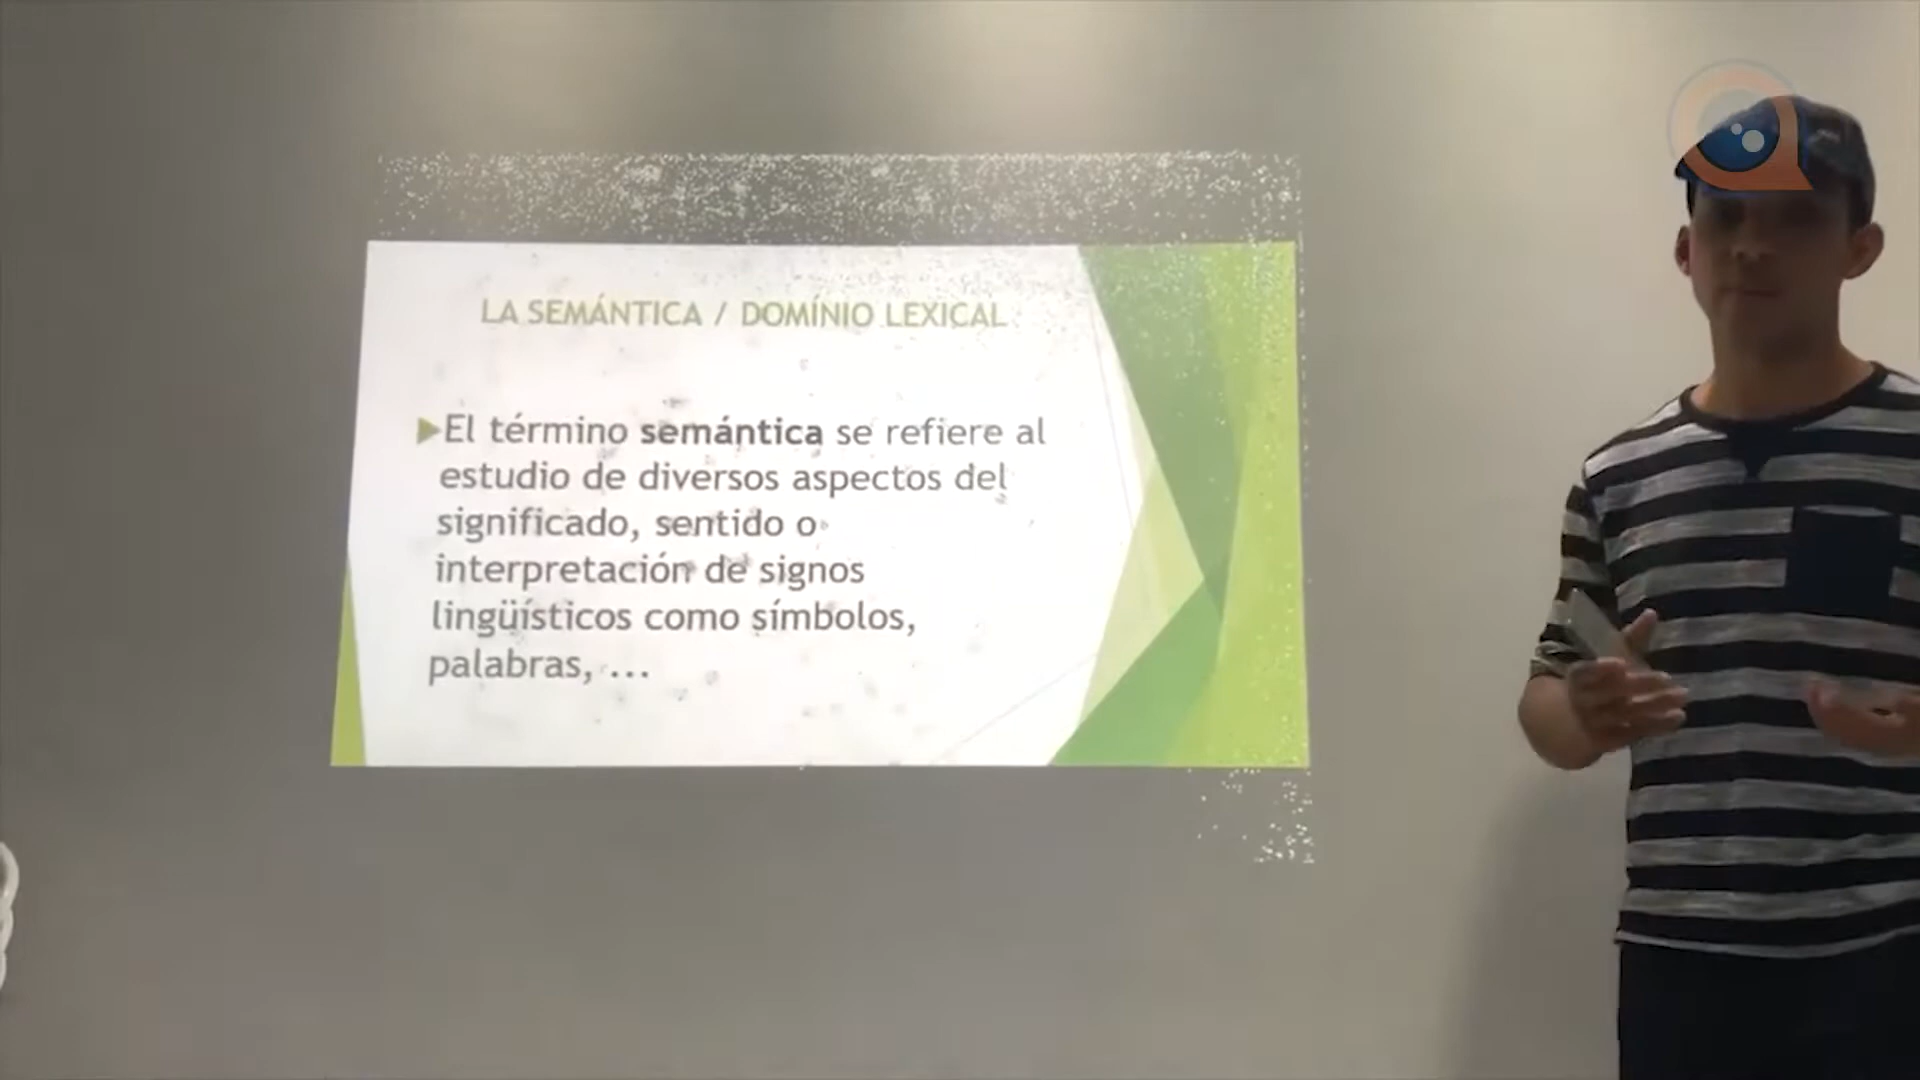 LA SEMÁNTICA / DOMÍNIO LEXICAL
El término semántica se refiere al
estudio de diversos aspectos del
significado, sentido o
interpretación de signos
lingüísticos como símbolos,
palabras, ...